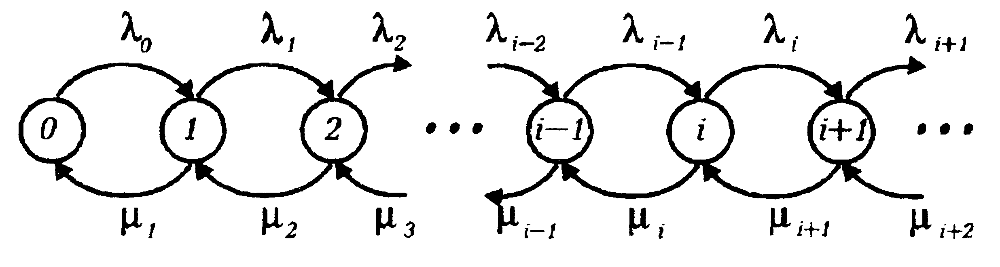 λ0 λ1 λ2 λi−2 λi−1 λi λi+1
0 1 2 • • • i−1 i i+1 • • •
μ1 μ2 μ3 μi−1 μi μi+1 μi+2